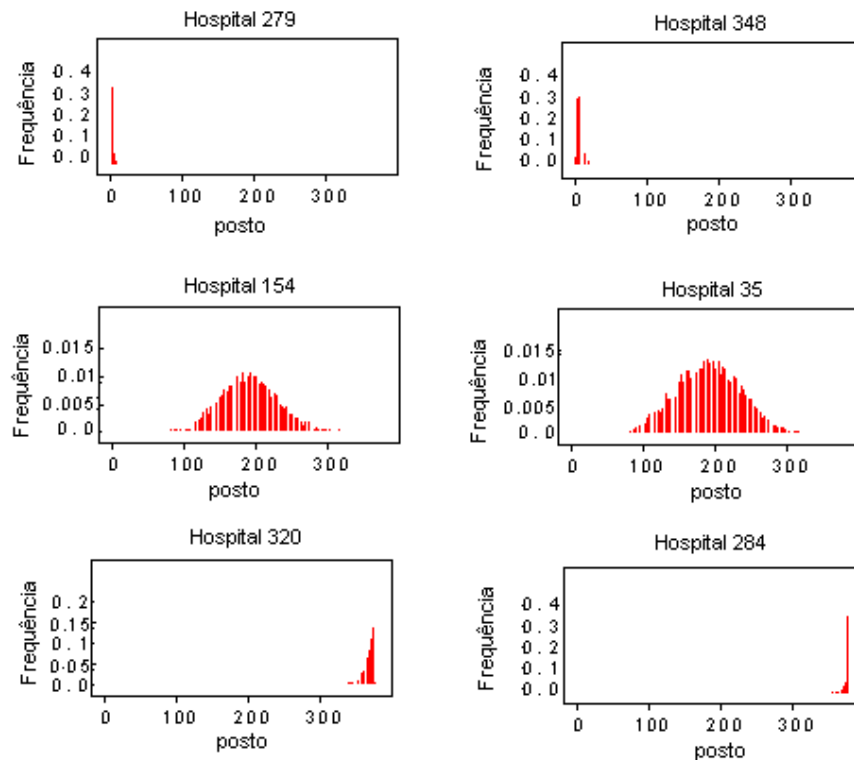 Hospital 279
Frequência
0.4
0.3
0.2
0.1
0.0
0 100 200 300
posto
Hospital 348
Frequência
0.4
0.3
0.2
0.1
0.0
0 100 200 300
posto
Hospital 154
Frequência
0.015
0.01
0.005
0.0
0 100 200 300
posto
Hospital 35
Frequência
0.015
0.01
0.005
0.0
0 100 200 300
posto
Hospital 320
Frequência
0.2
0.15
0.1
0.05
0.0
0 100 200 300
posto
Hospital 284
Frequência
0.4
0.3
0.2
0.1
0.0
0 100 200 300
posto